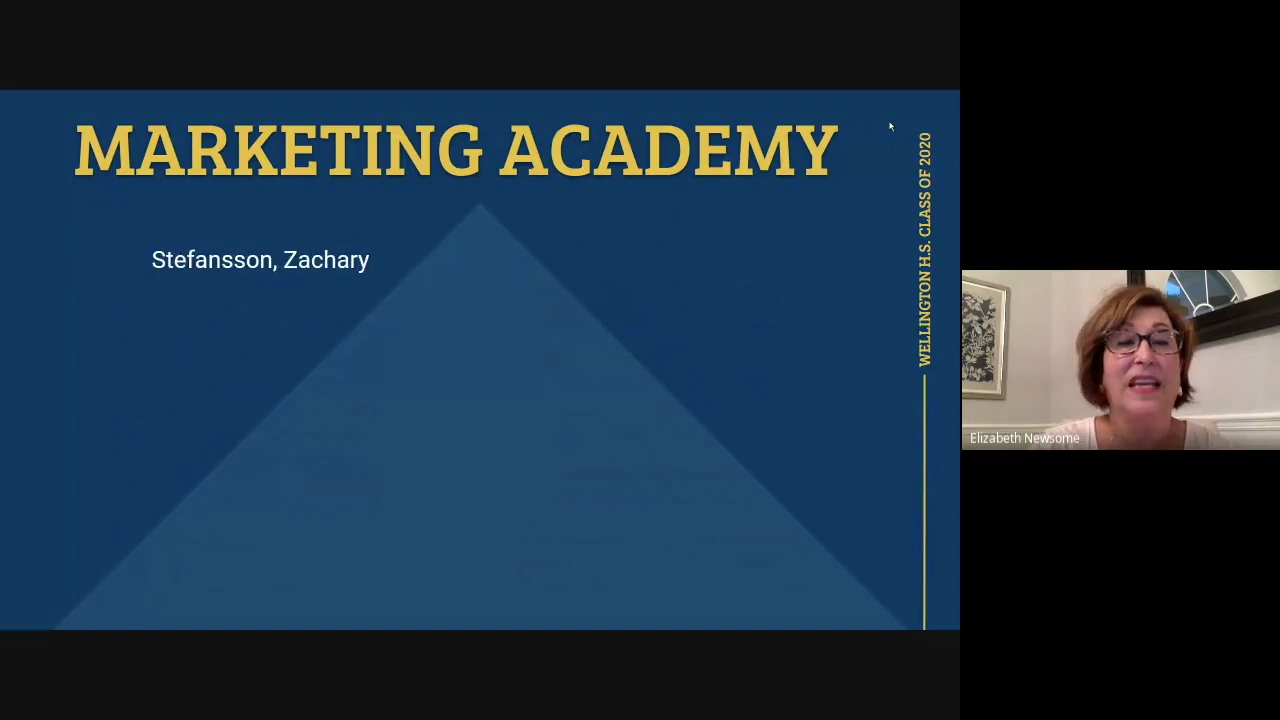 MARKETING ACADEMY
Stefansson, Zachary
WELLINGTON H.S. CLASS OF 2020
Elizabeth Newsome